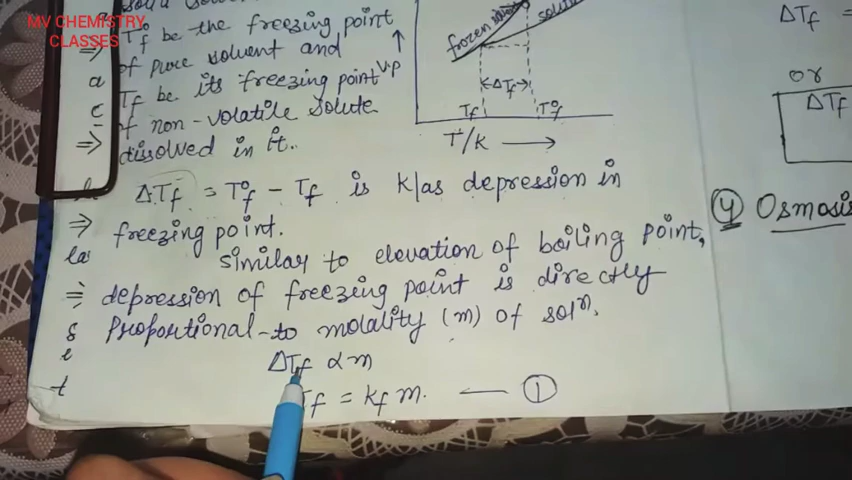 MV CHEMISTRY
CLASSES
T°f be the freezing point
of pure solvent and
Tf be its freezing point
of non-volatile solute
dissolved in it.
frozen
V.p
ΔTf
Tf
T°f
T/K
ΔTf = T°f - Tf is k/as depression in
freezing point.
Similar to elevation of boiling point,
depression of freezing point is directly
proportional to molality (m) of solⁿ.
ΔTf α m
Tf = kf m. — ①
ΔTf =
or
ΔTf
④ Osmosis